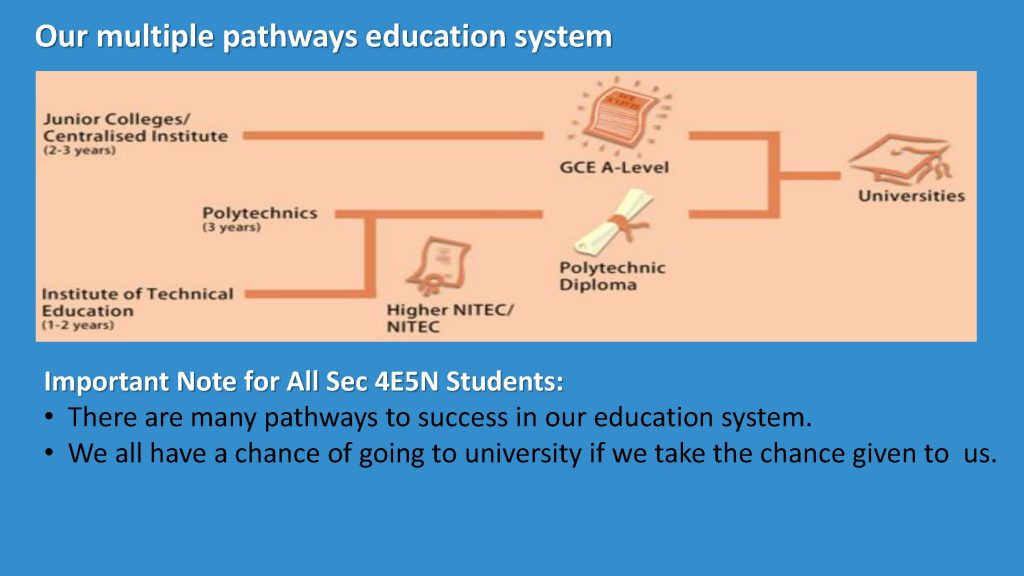 Our multiple pathways education system
Junior Colleges/
Centralised Institute
(2-3 years)
GCE A-Level
Universities
Polytechnics
(3 years)
Polytechnic
Diploma
Institute of Technical
Education
(1-2 years)
Higher NITEC/
NITEC
Important Note for All Sec 4E5N Students:
• There are many pathways to success in our education system.
• We all have a chance of going to university if we take the chance given to us.